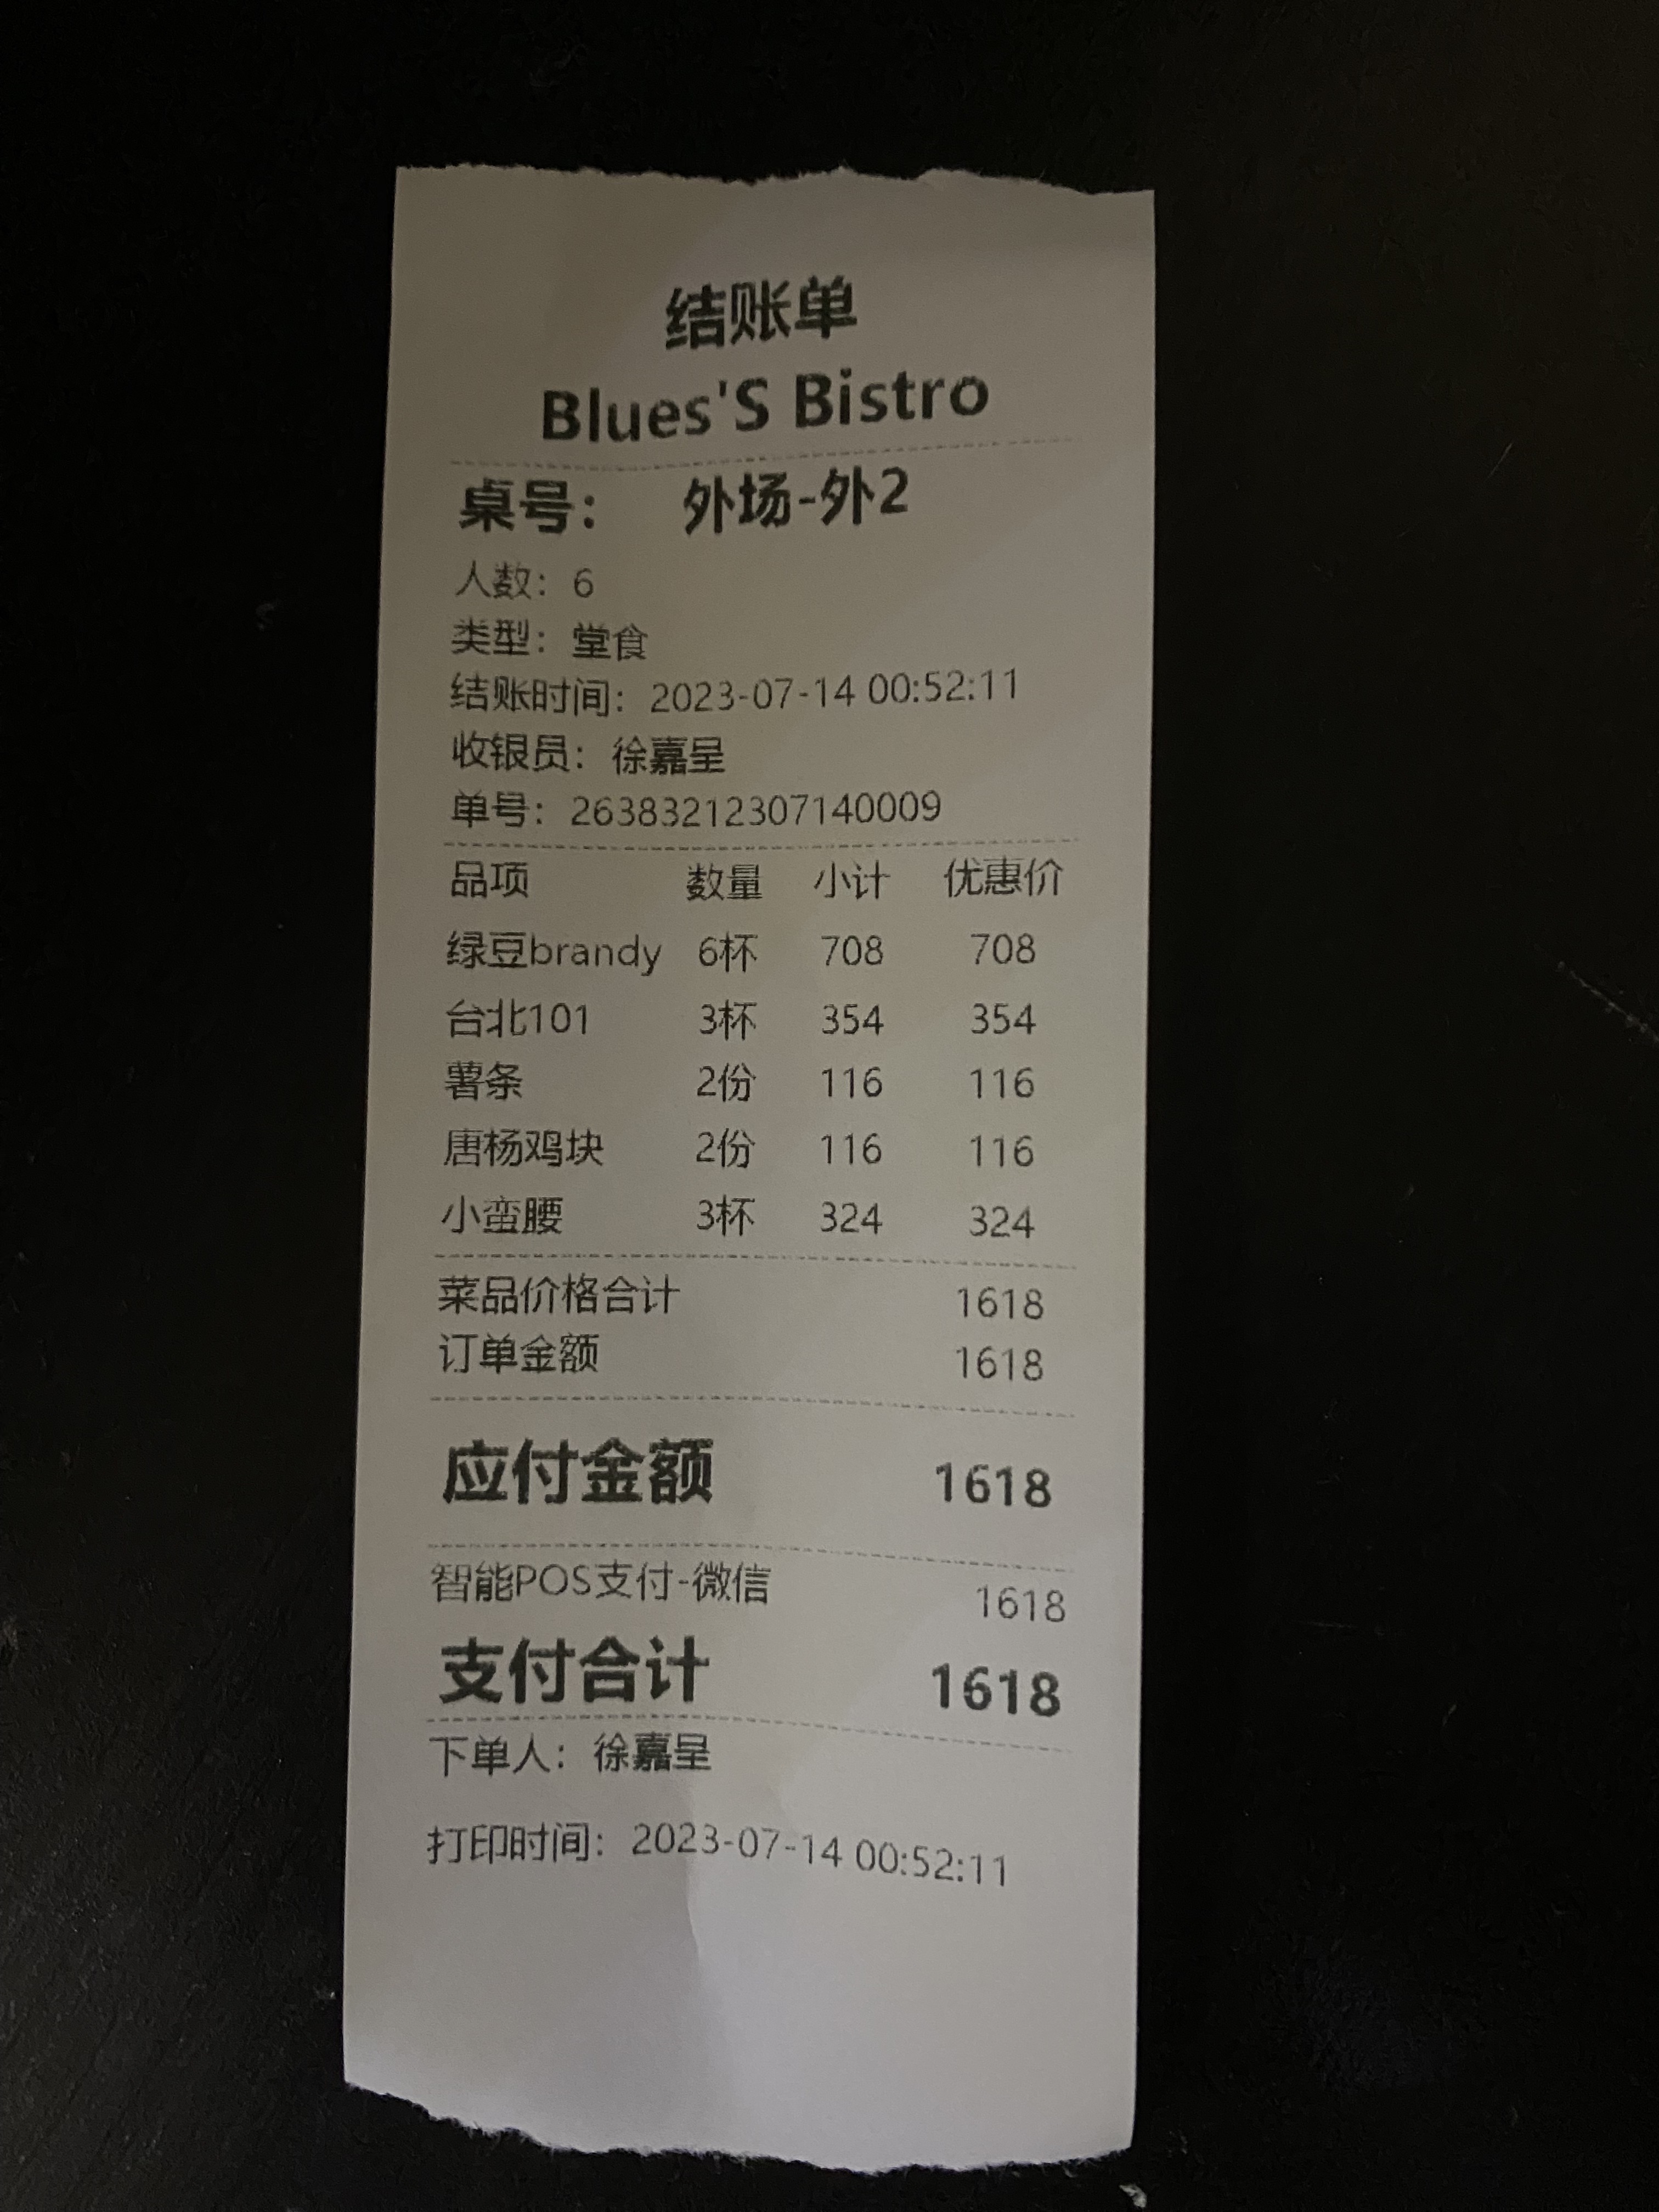 结账单
Blues'S Bistro
桌号： 外场-外2
人数：6
类型：堂食
结账时间：2023-07-14 00:52:11
收银员：徐嘉呈
单号：26383212307140009
品项 数量 小计 优惠价
绿豆brandy 6杯 708 708
台北101 3杯 354 354
薯条 2份 116 116
唐杨鸡块 2份 116 116
小蛮腰 3杯 324 324
菜品价格合计 1618
订单金额 1618
应付金额 1618
智能POS支付-微信 1618
支付合计 1618
下单人：徐嘉呈
打印时间：2023-07-14 00:52:11